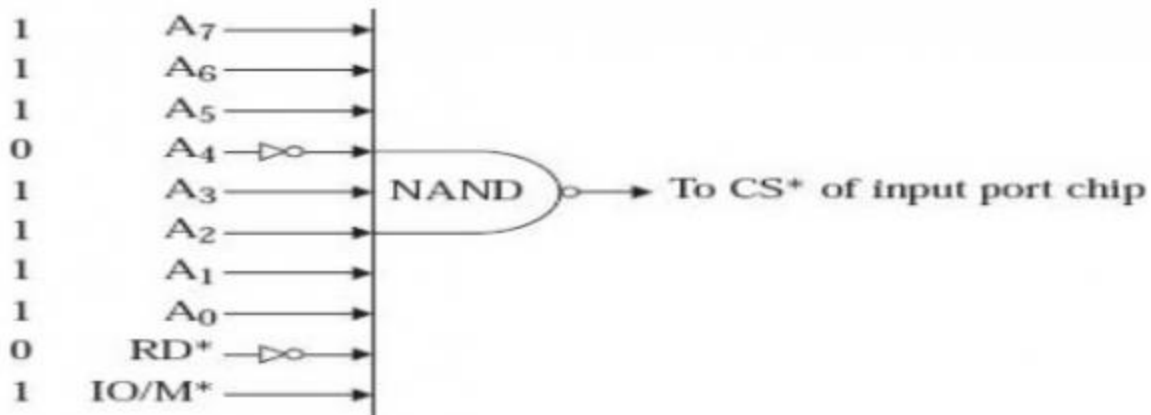 1 A7
1 A6
1 A5
0 A4
1 A3 NAND To CS* of input port chip
1 A2
1 A1
1 A0
0 RD*
1 IO/M*